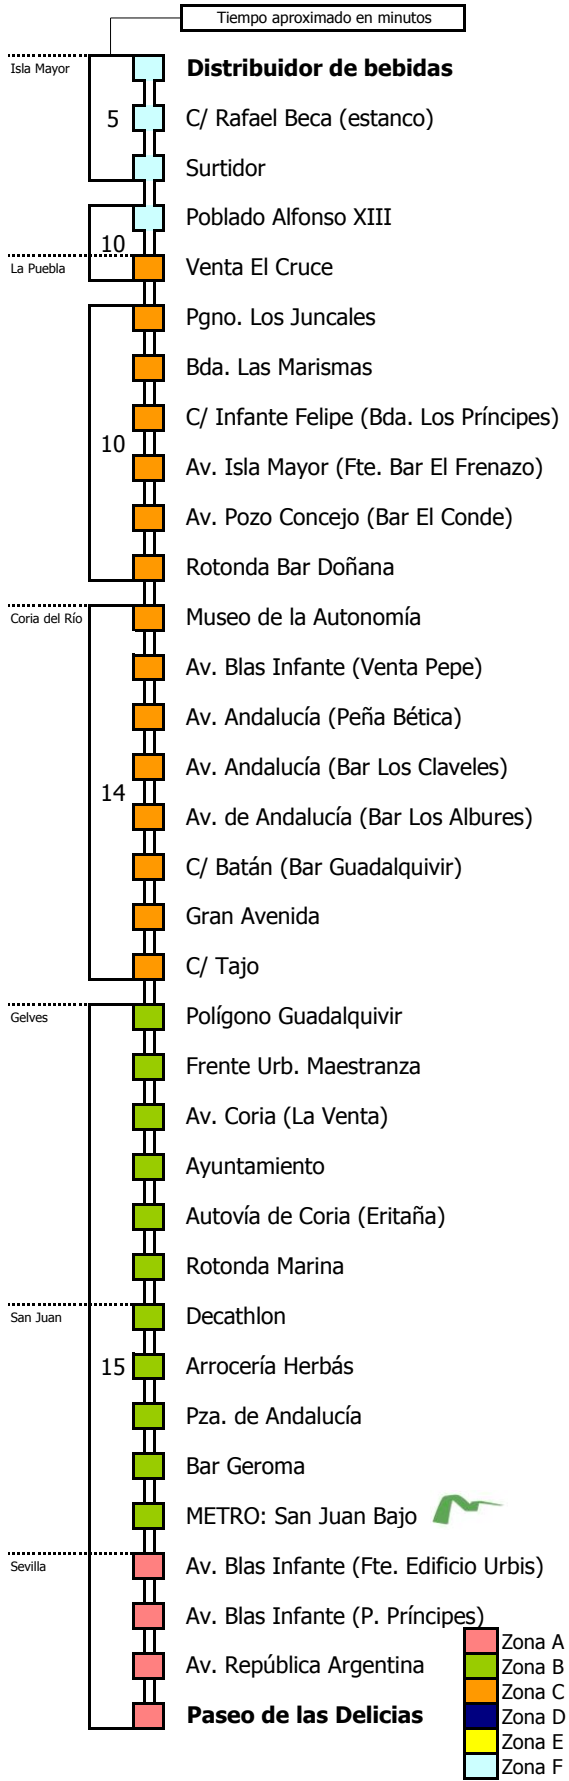 Tiempo aproximado en minutos
Isla Mayor
Distribuidor de bebidas
5
C/ Rafael Beca (estanco)
Surtidor
Poblado Alfonso XIII
10
La Puebla
Venta El Cruce
Pgno. Los Juncales
Bda. Las Marismas
C/ Infante Felipe (Bda. Los Príncipes)
10
Av. Isla Mayor (Fte. Bar El Frenazo)
Av. Pozo Concejo (Bar El Conde)
Rotonda Bar Doñana
Coria del Río
Museo de la Autonomía
Av. Blas Infante (Venta Pepe)
Av. Andalucía (Peña Bética)
Av. Andalucía (Bar Los Claveles)
14
Av. de Andalucía (Bar Los Albures)
C/ Batán (Bar Guadalquivir)
Gran Avenida
C/ Tajo
Gelves
Polígono Guadalquivir
Frente Urb. Maestranza
Av. Coria (La Venta)
Ayuntamiento
Autovía de Coria (Eritaña)
Rotonda Marina
San Juan
Decathlon
15
Arrocería Herbás
Pza. de Andalucía
Bar Geroma
METRO: San Juan Bajo
Sevilla
Av. Blas Infante (Fte. Edificio Urbis)
Av. Blas Infante (P. Príncipes)
Av. República Argentina
Paseo de las Delicias
Zona A
Zona B
Zona C
Zona D
Zona E
Zona F